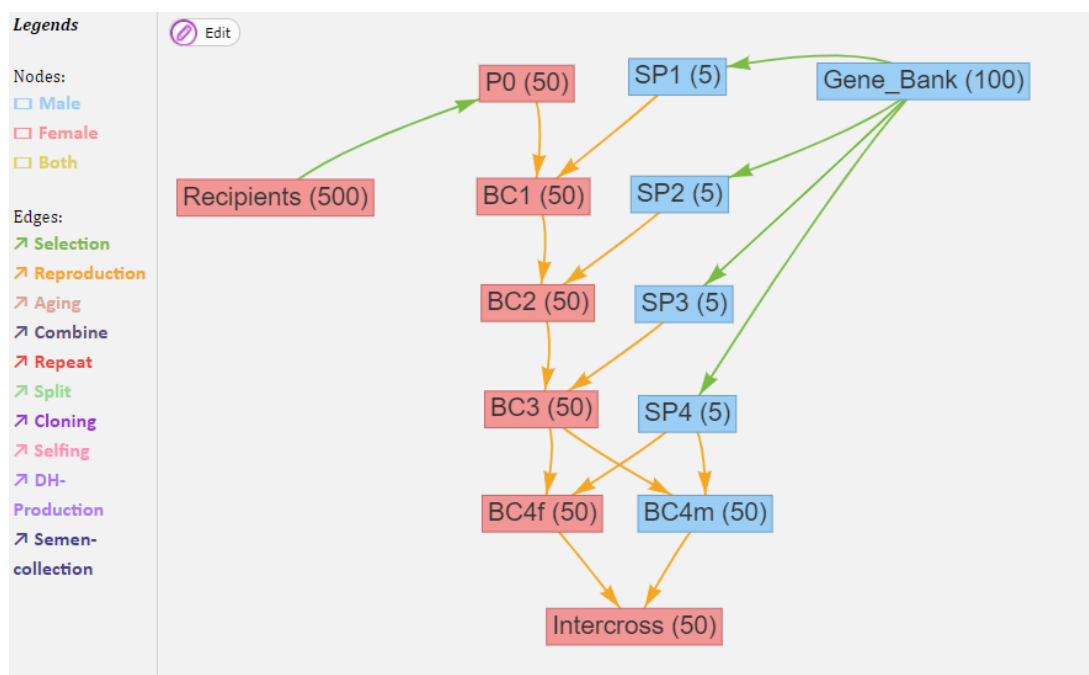 Legends
Nodes:
Male
Female
Both
Edges:
Selection
Reproduction
Aging
Combine
Repeat
Split
Cloning
Selfing
DH-
Production
Semen-
collection
Edit
P0 (50)
SP1 (5)
Gene_Bank (100)
Recipients (500)
BC1 (50)
SP2 (5)
BC2 (50)
SP3 (5)
BC3 (50)
SP4 (5)
BC4f (50)
BC4m (50)
Intercross (50)